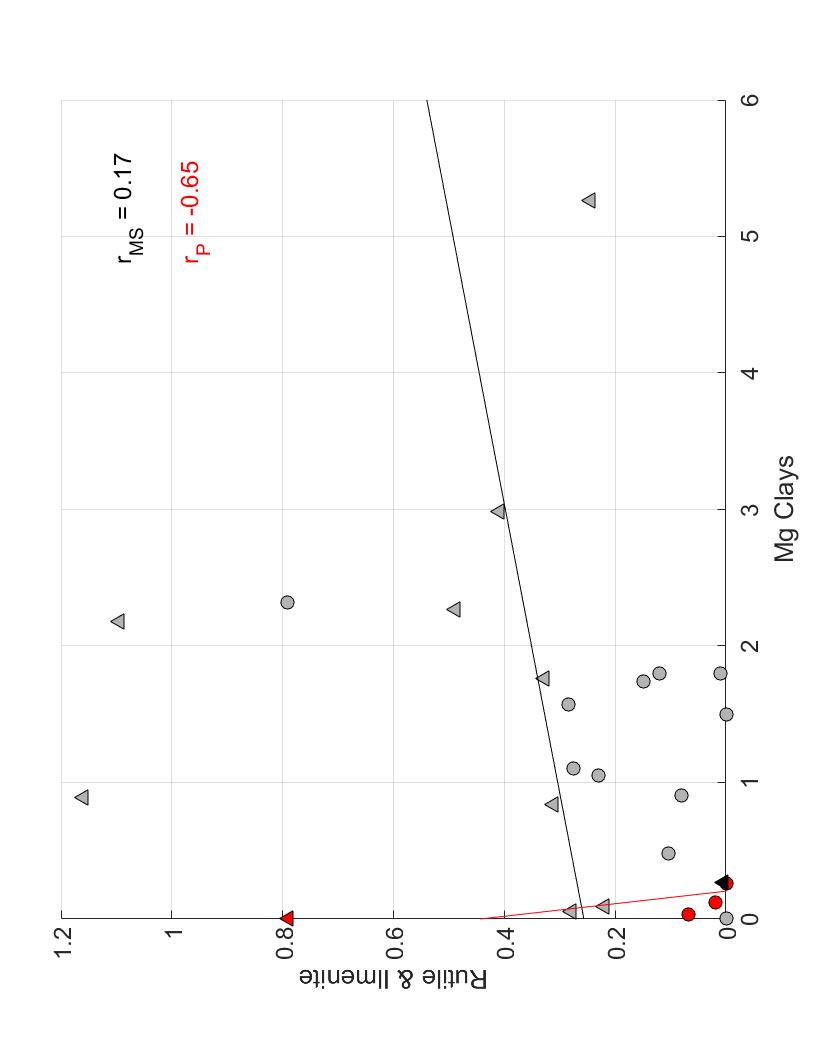 1.2
1
0.8
0.6
0.4
0.2
0
Rutile & Ilmenite
r_MS = 0.17
r_P = -0.65
0 1 2 3 4 5 6
Mg Clays